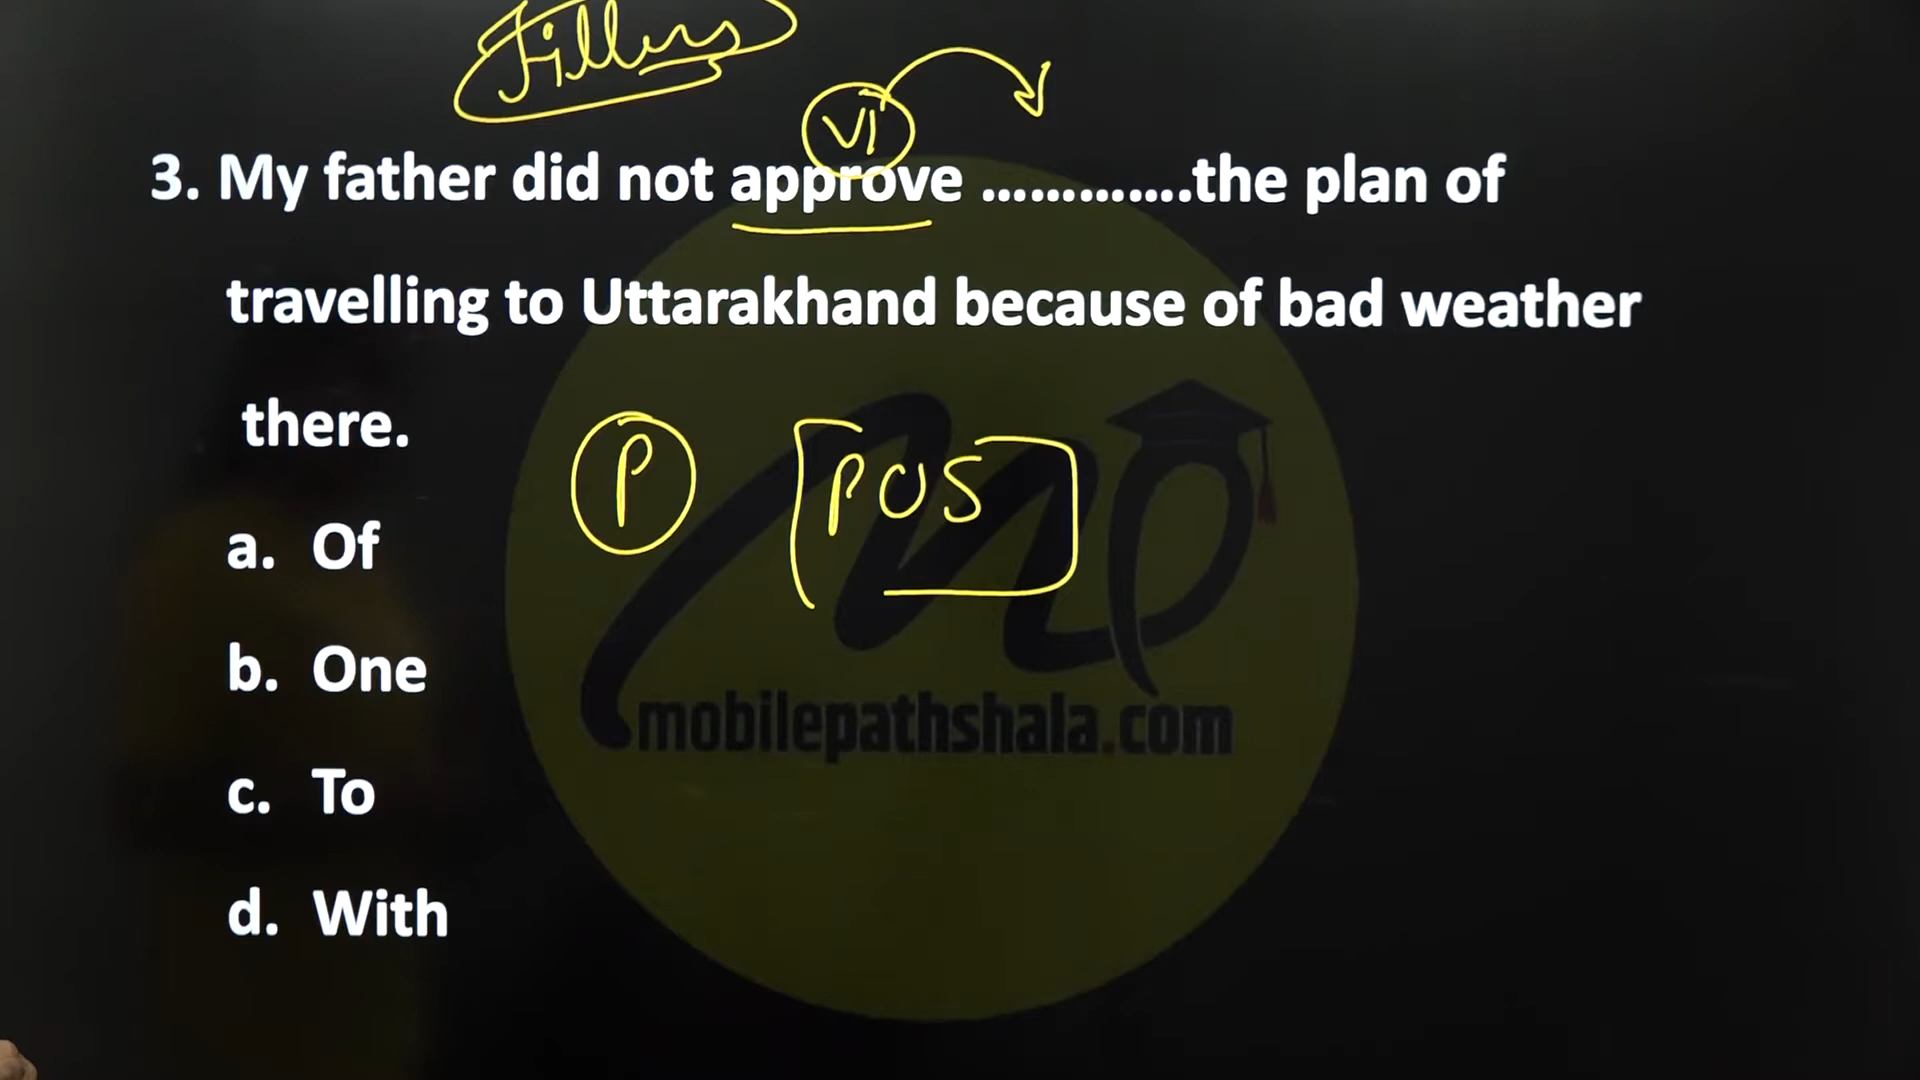 Fillers
V1
3. My father did not approve .............the plan of
travelling to Uttarakhand because of bad weather
there.
P
POS
a. Of
b. One
c. To
d. With
mobilepathshala.com